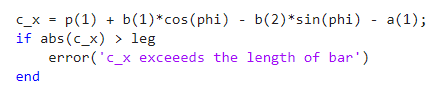 c_x = p(1) + b(1)*cos(phi) - b(2)*sin(phi) - a(1);
if abs(c_x) > leg
    error('c_x exceeeds the length of bar')
end